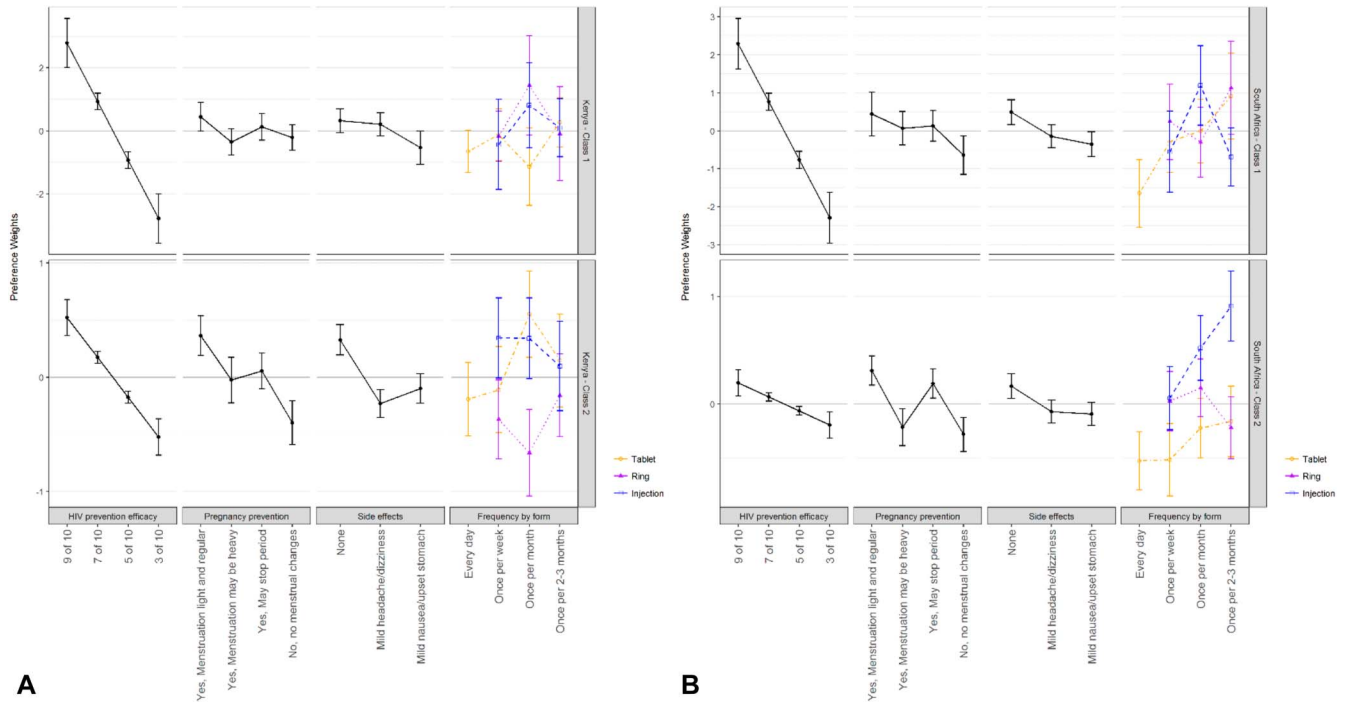 A
B
Preference Weights
2
0
-2
Kenya - Class 1
1
0
-1
Kenya - Class 2
Tablet
Ring
Injection
HIV prevention efficacy
Pregnancy prevention
Side effects
Frequency by form
9 of 10
7 of 10
5 of 10
3 of 10
Yes, Menstruation light and regular
Yes, Menstruation may be heavy
Yes, May stop period
No, no menstrual changes
None
Mild headache/dizziness
Mild nausea/upset stomach
Every day
Once per week
Once per month
Once per 2-3 months
Preference Weights
3
2
1
0
-1
-2
-3
South Africa - Class 1
1
0
South Africa - Class 2
Tablet
Ring
Injection
HIV prevention efficacy
Pregnancy prevention
Side effects
Frequency by form
9 of 10
7 of 10
5 of 10
3 of 10
Yes, Menstruation light and regular
Yes, Menstruation may be heavy
Yes, May stop period
No, no menstrual changes
None
Mild headache/dizziness
Mild nausea/upset stomach
Every day
Once per week
Once per month
Once per 2-3 months
A
B